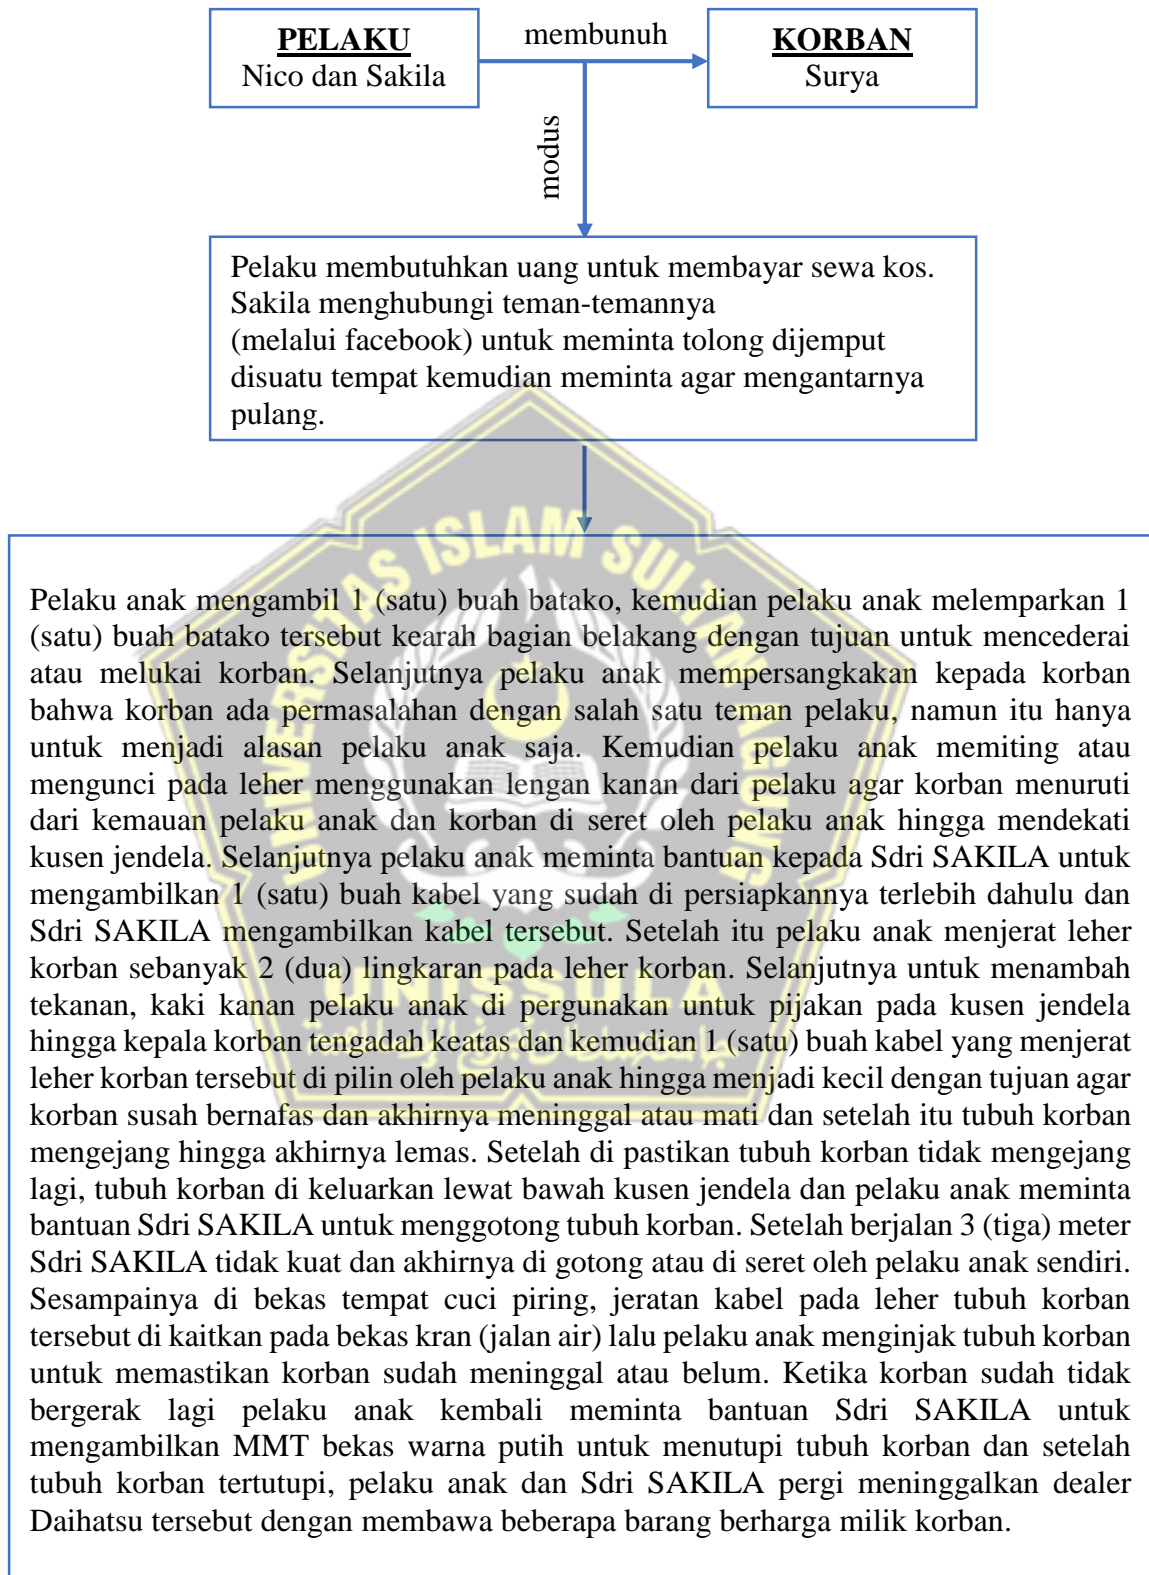 PELAKU
Nico dan Sakila
membunuh
KORBAN
Surya
modus
Pelaku membutuhkan uang untuk membayar sewa kos.
Sakila menghubungi teman-temannya
(melalui facebook) untuk meminta tolong dijemput
disuatu tempat kemudian meminta agar mengantarnya
pulang.
Pelaku anak mengambil 1 (satu) buah batako, kemudian pelaku anak melemparkan 1
(satu) buah batako tersebut kearah bagian belakang dengan tujuan untuk mencederai
atau melukai korban. Selanjutnya pelaku anak mempersangkakan kepada korban
bahwa korban ada permasalahan dengan salah satu teman pelaku, namun itu hanya
untuk menjadi alasan pelaku anak saja. Kemudian pelaku anak memiting atau
mengunci pada leher menggunakan lengan kanan dari pelaku agar korban menuruti
dari kemauan pelaku anak dan korban di seret oleh pelaku anak hingga mendekati
kusen jendela. Selanjutnya pelaku anak meminta bantuan kepada Sdri SAKILA untuk
mengambilkan 1 (satu) buah kabel yang sudah di persiapkannya terlebih dahulu dan
Sdri SAKILA mengambilkan kabel tersebut. Setelah itu pelaku anak menjerat leher
korban sebanyak 2 (dua) lingkaran pada leher korban. Selanjutnya untuk menambah
tekanan, kaki kanan pelaku anak di pergunakan untuk pijakan pada kusen jendela
hingga kepala korban tengadah keatas dan kemudian 1 (satu) buah kabel yang menjerat
leher korban tersebut di pilin oleh pelaku anak hingga menjadi kecil dengan tujuan agar
korban susah bernafas dan akhirnya meninggal atau mati dan setelah itu tubuh korban
mengejang hingga akhirnya lemas. Setelah di pastikan tubuh korban tidak mengejang
lagi, tubuh korban di keluarkan lewat bawah kusen jendela dan pelaku anak meminta
bantuan Sdri SAKILA untuk menggotong tubuh korban. Setelah berjalan 3 (tiga) meter
Sdri SAKILA tidak kuat dan akhirnya di gotong atau di seret oleh pelaku anak sendiri.
Sesampainya di bekas tempat cuci piring, jeratan kabel pada leher tubuh korban
tersebut di kaitkan pada bekas kran (jalan air) lalu pelaku anak menginjak tubuh korban
untuk memastikan korban sudah meninggal atau belum. Ketika korban sudah tidak
bergerak lagi pelaku anak kembali meminta bantuan Sdri SAKILA untuk
mengambilkan MMT bekas warna putih untuk menutupi tubuh korban dan setelah
tubuh korban tertutupi, pelaku anak dan Sdri SAKILA pergi meninggalkan dealer
Daihatsu tersebut dengan membawa beberapa barang berharga milik korban.
UNIVERSITAS ISLAM SULTAN AGUNG
UNISSULA